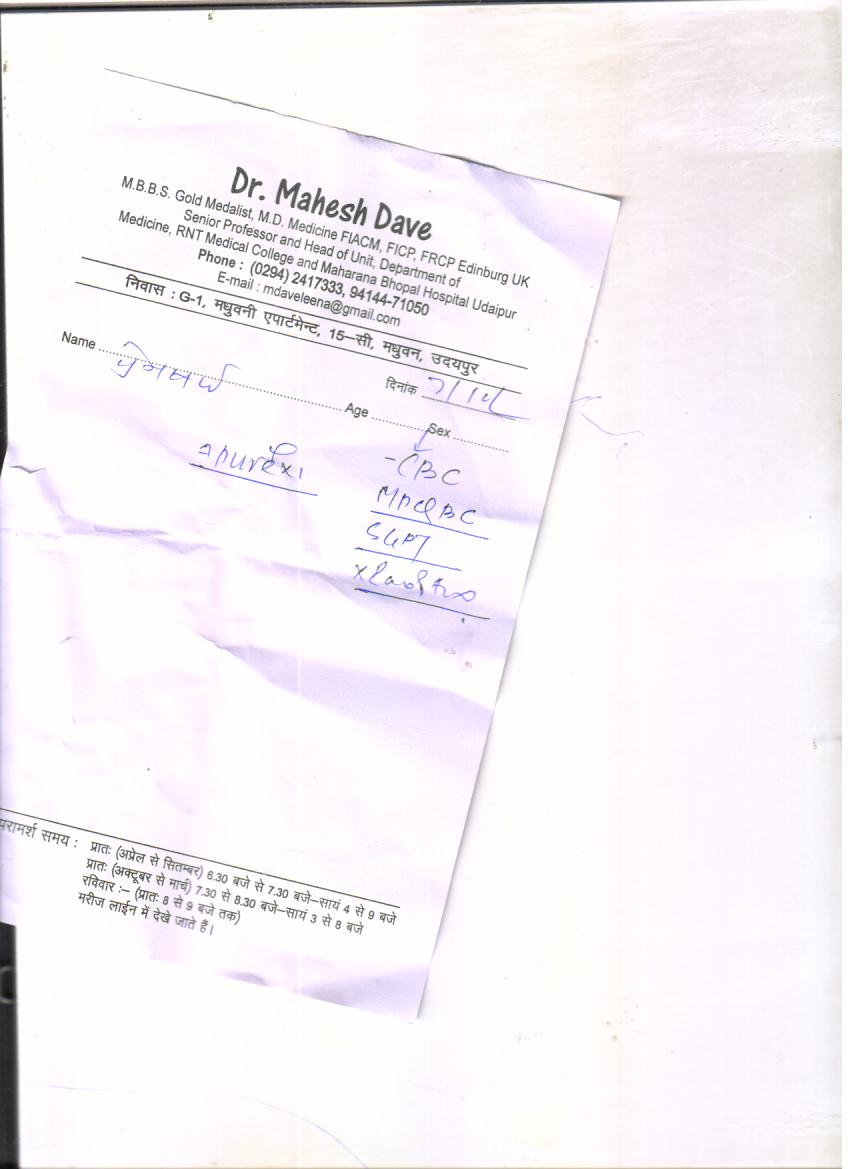 Dr. Mahesh Dave
M.B.B.S. Gold Medalist, M.D. Medicine FIACM, FICP, FRCP Edinburg UK
Senior Professor and Head of Unit, Department of
Medicine, RNT Medical College and Maharana Bhopal Hospital Udaipur
Phone : (0294) 2417333, 94144-71050
E-mail : mdaveleena@gmail.com
निवास : G-1, मधुवनी एपार्टमेन्ट, 15–सी, मधुवन, उदयपुर
Name
दिनांक
Age Sex
-CBC
SGPT
परामर्श समय : प्रातः (अप्रेल से सितम्बर) 6.30 बजे से 7.30 बजे–सायं 4 से 9 बजे
प्रातः (अक्टूबर से मार्च) 7.30 से 8.30 बजे–सायं 3 से 8 बजे
रविवार :– (प्रातः 8 से 9 बजे तक)
मरीज लाईन में देखे जाते हैं।